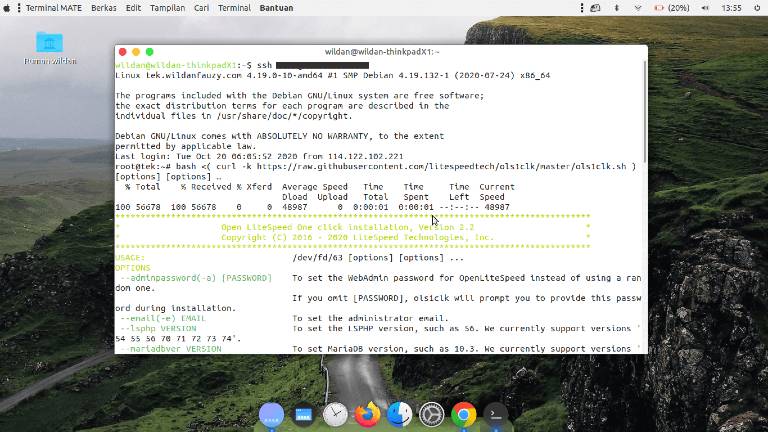 Terminal MATE Berkas Edit Tampilan Cari Terminal Bantuan
(20%) 13:55
Rumah wildan
wildan@wildan-thinkpadX1: ~
wildan@wildan-thinkpadX1:~$ ssh
Linux tek.wildanfauzy.com 4.19.0-10-amd64 #1 SMP Debian 4.19.132-1 (2020-07-24) x86_64
The programs included with the Debian GNU/Linux system are free software;
the exact distribution terms for each program are described in the
individual files in /usr/share/doc/*/copyright.
Debian GNU/Linux comes with ABSOLUTELY NO WARRANTY, to the extent
permitted by applicable law.
Last login: Tue Oct 20 06:05:52 2020 from 114.122.102.221
root@tek:~# bash <( curl -k https://raw.githubusercontent.com/litespeedtech/ols1clk/master/ols1clk.sh )
[options] [options] …
% Total % Received % Xferd Average Speed Time Time Time Current
Dload Upload Total Spent Left Speed
100 56678 100 56678 0 0 48987 0 0:00:01 0:00:01 --:--:-- 48987
**********************************************************************************************
* Open LiteSpeed One click installation, Version 2.2 *
* Copyright (C) 2016 - 2020 LiteSpeed Technologies, Inc. *
**********************************************************************************************
USAGE: /dev/fd/63 [options] [options] ...
OPTIONS
--adminpassword(-a) [PASSWORD] To set the WebAdmin password for OpenLiteSpeed instead of using a ran
dom one.
If you omit [PASSWORD], ols1clk will prompt you to provide this passw
ord during installation.
--email(-e) EMAIL To set the administrator email.
--lsphp VERSION To set the LSPHP version, such as 56. We currently support versions '
54 55 56 70 71 72 73 74'.
--mariadbver VERSION To set MariaDB version, such as 10.3. We currently support versions '